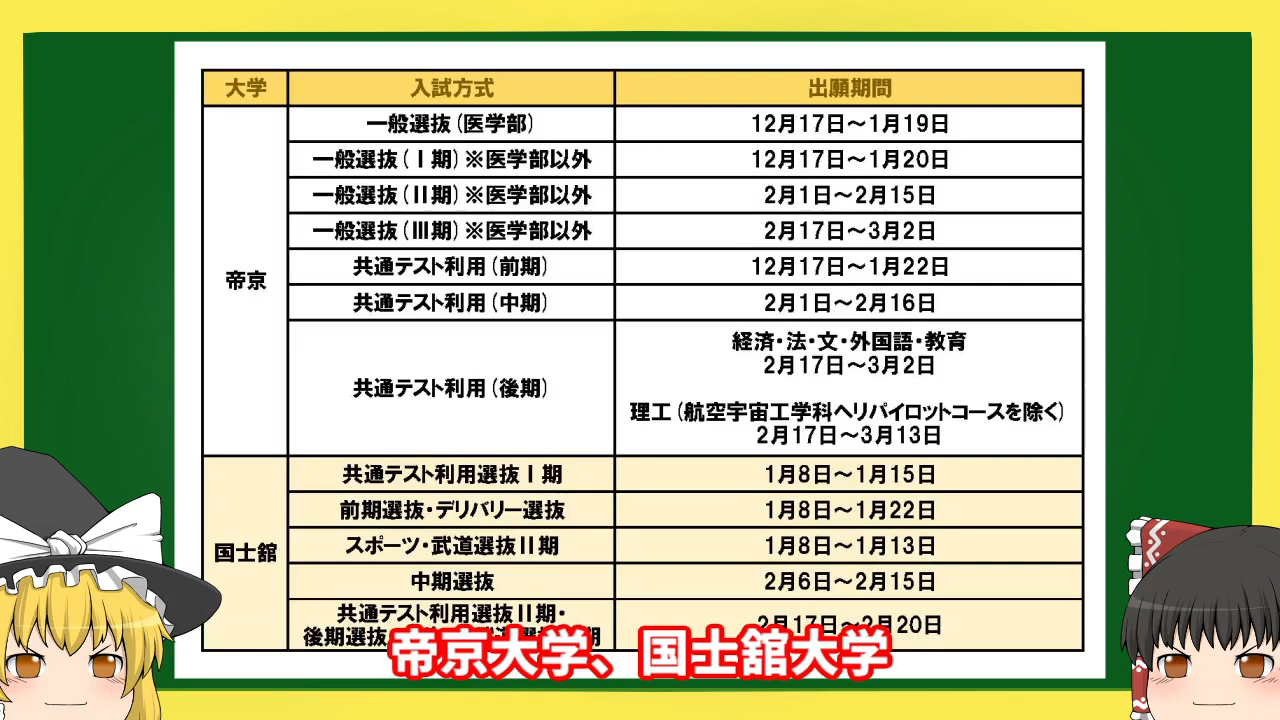 大学 入試方式 出願期間
帝京
一般選抜(医学部) 12月17日～1月19日
一般選抜(Ⅰ期)※医学部以外 12月17日～1月20日
一般選抜(Ⅱ期)※医学部以外 2月1日～2月15日
一般選抜(Ⅲ期)※医学部以外 2月17日～3月2日
共通テスト利用(前期) 12月17日～1月22日
共通テスト利用(中期) 2月1日～2月16日
共通テスト利用(後期)
経済・法・文・外国語・教育
2月17日～3月2日
理工(航空宇宙工学科ヘリパイロットコースを除く)
2月17日～3月13日
国士舘
共通テスト利用選抜Ⅰ期 1月8日～1月15日
前期選抜・デリバリー選抜 1月8日～1月22日
スポーツ・武道選抜Ⅱ期 1月8日～1月13日
中期選抜 2月6日～2月15日
共通テスト利用選抜Ⅱ期・
後期選抜 期
2月17日～2月20日
帝京大学、国士舘大学